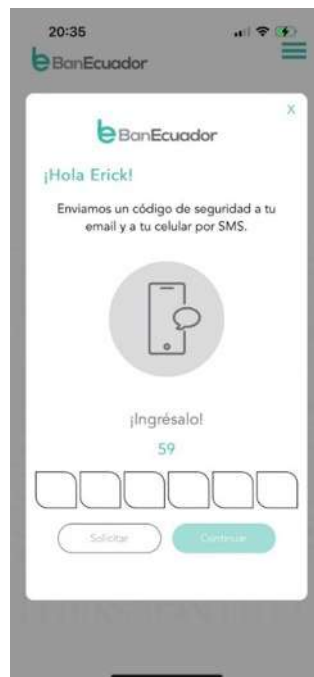 20:35
BanEcuador
X
BanEcuador
¡Hola Erick!
Enviamos un código de seguridad a tu
email y a tu celular por SMS.
¡Ingrésalo!
59
Solicitar
Continuar